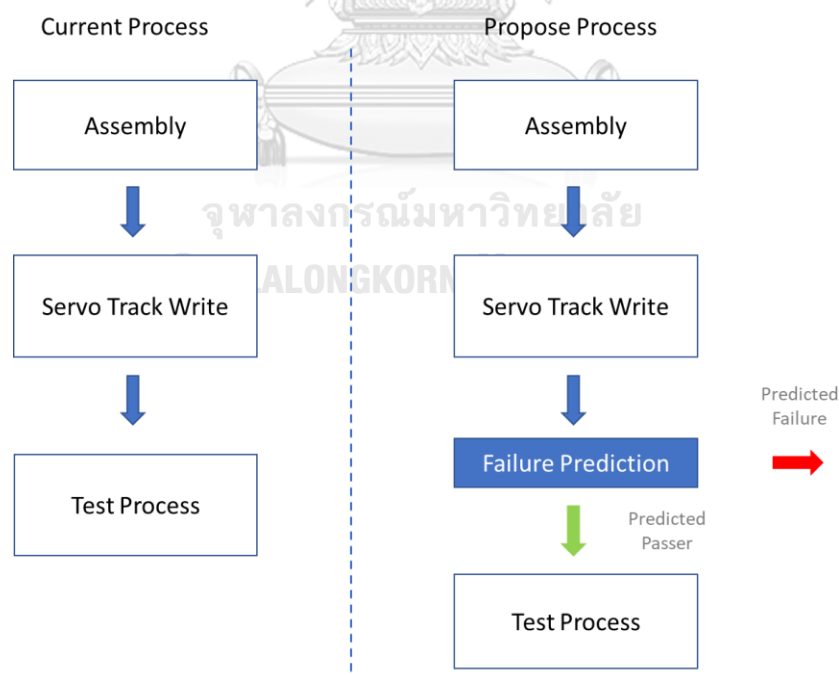 Current Process
Assembly
Servo Track Write
Test Process
Propose Process
Assembly
Servo Track Write
Failure Prediction
Predicted
Failure
Predicted
Passer
Test Process
จุฬาลงกรณ์มหาวิทยาลัย